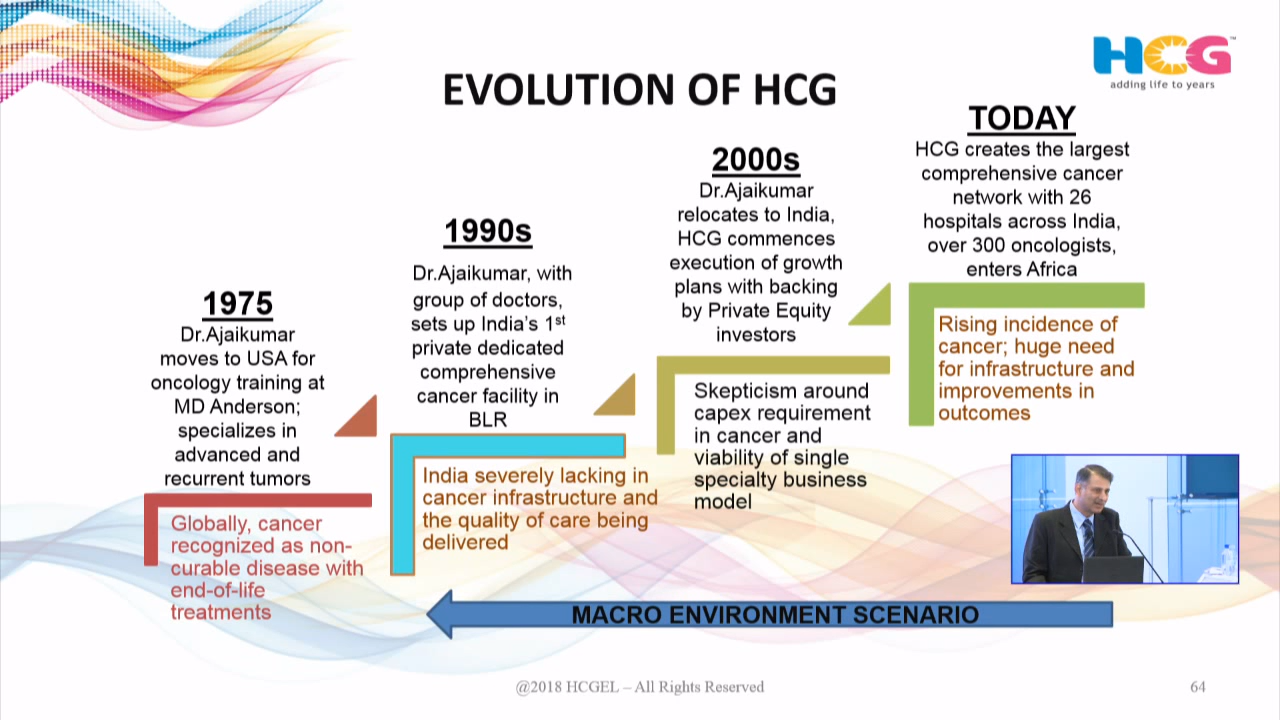 HCG™
adding life to years
EVOLUTION OF HCG
1975
Dr.Ajaikumar
moves to USA for
oncology training at
MD Anderson;
specializes in
advanced and
recurrent tumors
Globally, cancer
recognized as non-
curable disease with
end-of-life
treatments
1990s
Dr.Ajaikumar, with
group of doctors,
sets up India's 1st
private dedicated
comprehensive
cancer facility in
BLR
India severely lacking in
cancer infrastructure and
the quality of care being
delivered
2000s
Dr.Ajaikumar
relocates to India,
HCG commences
execution of growth
plans with backing
by Private Equity
investors
Skepticism around
capex requirement
in cancer and
viability of single
specialty business
model
TODAY
HCG creates the largest
comprehensive cancer
network with 26
hospitals across India,
over 300 oncologists,
enters Africa
Rising incidence of
cancer; huge need
for infrastructure and
improvements in
outcomes
MACRO ENVIRONMENT SCENARIO
@2018 HCGEL – All Rights Reserved
64